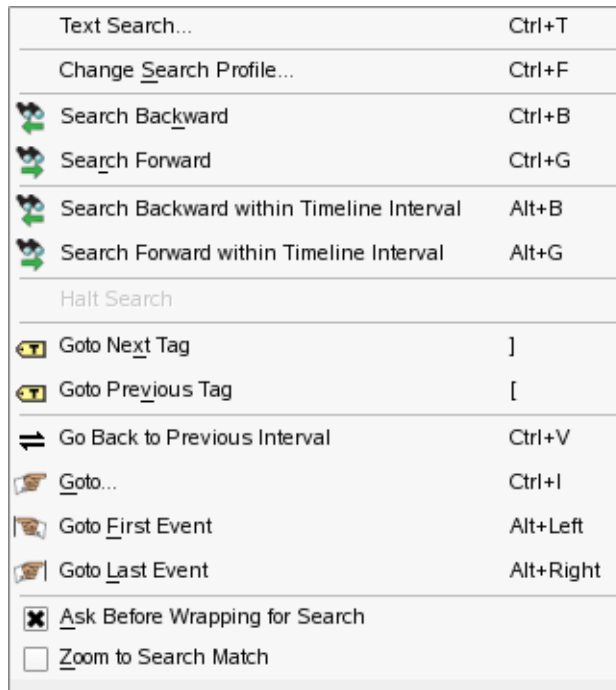 Text Search... Ctrl+T
Change Search Profile... Ctrl+F
Search Backward Ctrl+B
Search Forward Ctrl+G
Search Backward within Timeline Interval Alt+B
Search Forward within Timeline Interval Alt+G
Halt Search
Goto Next Tag ]
Goto Previous Tag [
Go Back to Previous Interval Ctrl+V
Goto... Ctrl+I
Goto First Event Alt+Left
Goto Last Event Alt+Right
Ask Before Wrapping for Search
Zoom to Search Match